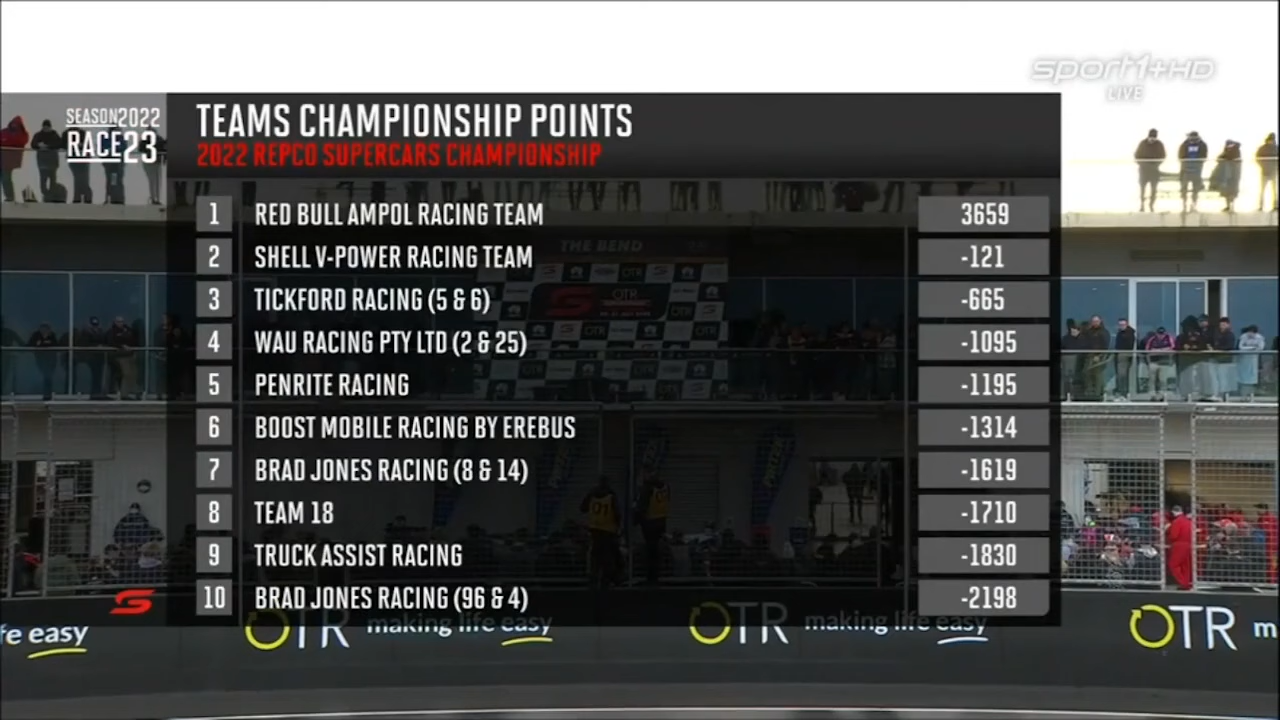 sport1+HD
LIVE
SEASON2022
RACE23
TEAMS CHAMPIONSHIP POINTS
2022 REPCO SUPERCARS CHAMPIONSHIP
1 RED BULL AMPOL RACING TEAM 3659
2 SHELL V-POWER RACING TEAM -121
3 TICKFORD RACING (5 & 6) -665
4 WAU RACING PTY LTD (2 & 25) -1095
5 PENRITE RACING -1195
6 BOOST MOBILE RACING BY EREBUS -1314
7 BRAD JONES RACING (8 & 14) -1619
8 TEAM 18 -1710
9 TRUCK ASSIST RACING -1830
10 BRAD JONES RACING (96 & 4) -2198
THE BEND
OTR
fe easy OTR making life easy OTR making life easy OTR m